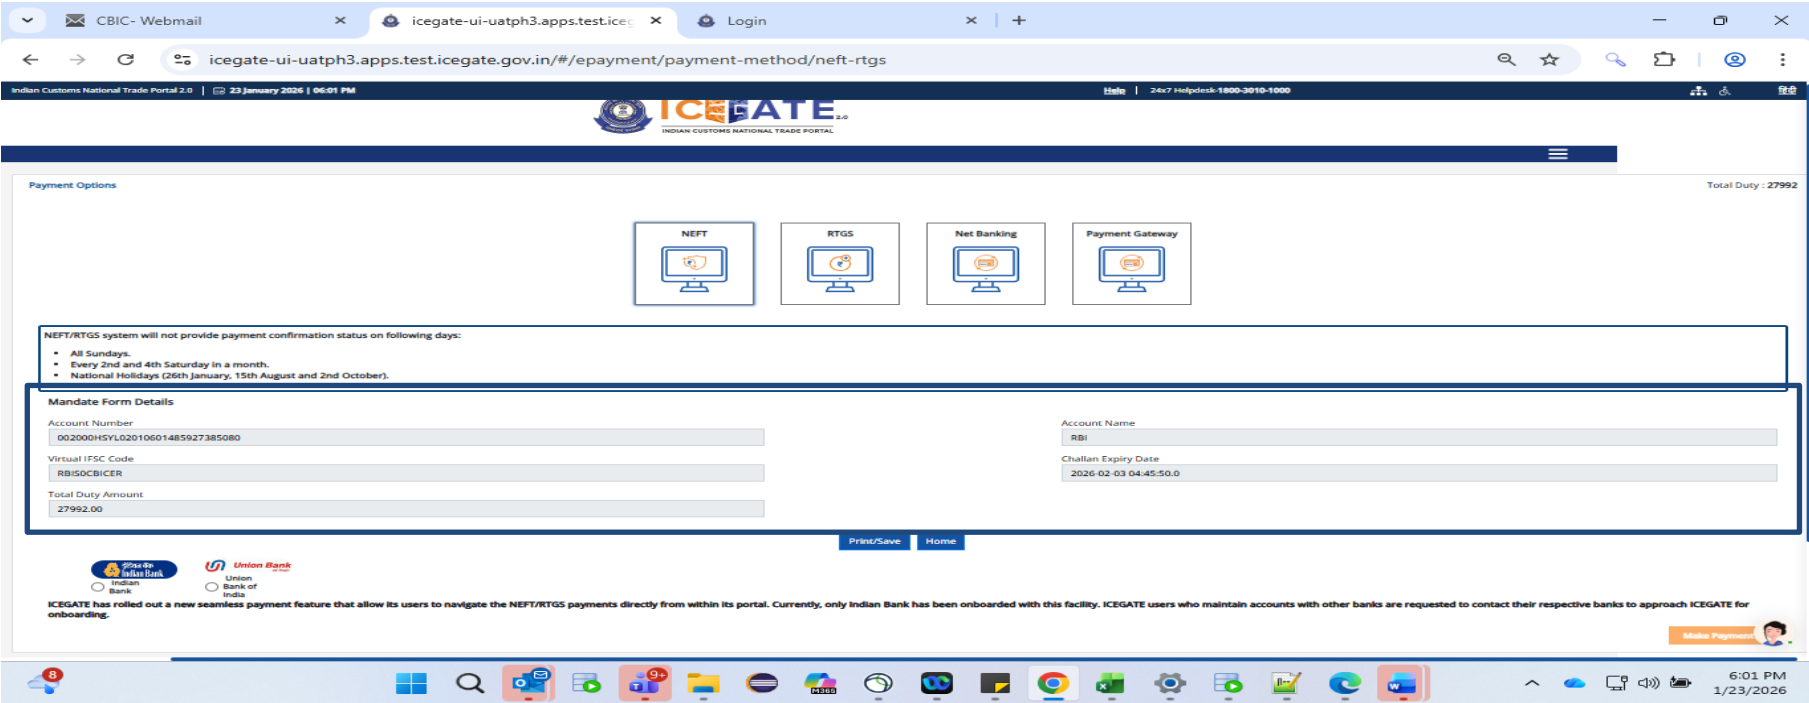 CBIC- Webmail
icegate-ui-uatph3.apps.test.iceg
Login
icegate-ui-uatph3.apps.test.icegate.gov.in/#/epayment/payment-method/neft-rtgs
Indian Customs National Trade Portal 2.0 | 23 January 2026 | 06:01 PM
Help | 24x7 Helpdesk-1800-3010-1000
हिंदी
ICEGATE 2.0
INDIAN CUSTOMS NATIONAL TRADE PORTAL
Payment Options
Total Duty : 27992
NEFT
RTGS
Net Banking
Payment Gateway
NEFT/RTGS system will not provide payment confirmation status on following days:
All Sundays.
Every 2nd and 4th Saturday in a month.
National Holidays (26th January, 15th August and 2nd October).
Mandate Form Details
Account Number
Account Name
002000HSYL02010601485927385080
RBI
Virtual IFSC Code
Challan Expiry Date
RBIS0CBICER
2026-02-03 04:45:50.0
Total Duty Amount
27992.00
Print/Save
Home
इंडियन बैंक
Indian Bank
Union Bank
Indian
Bank
Union
Bank of
India
ICEGATE has rolled out a new seamless payment feature that allow its users to navigate the NEFT/RTGS payments directly from within its portal. Currently, only Indian Bank has been onboarded with this facility. ICEGATE users who maintain accounts with other banks are requested to contact their respective banks to approach ICEGATE for
onboarding.
Make Payment
8
9+
M365
6:01 PM
1/23/2026